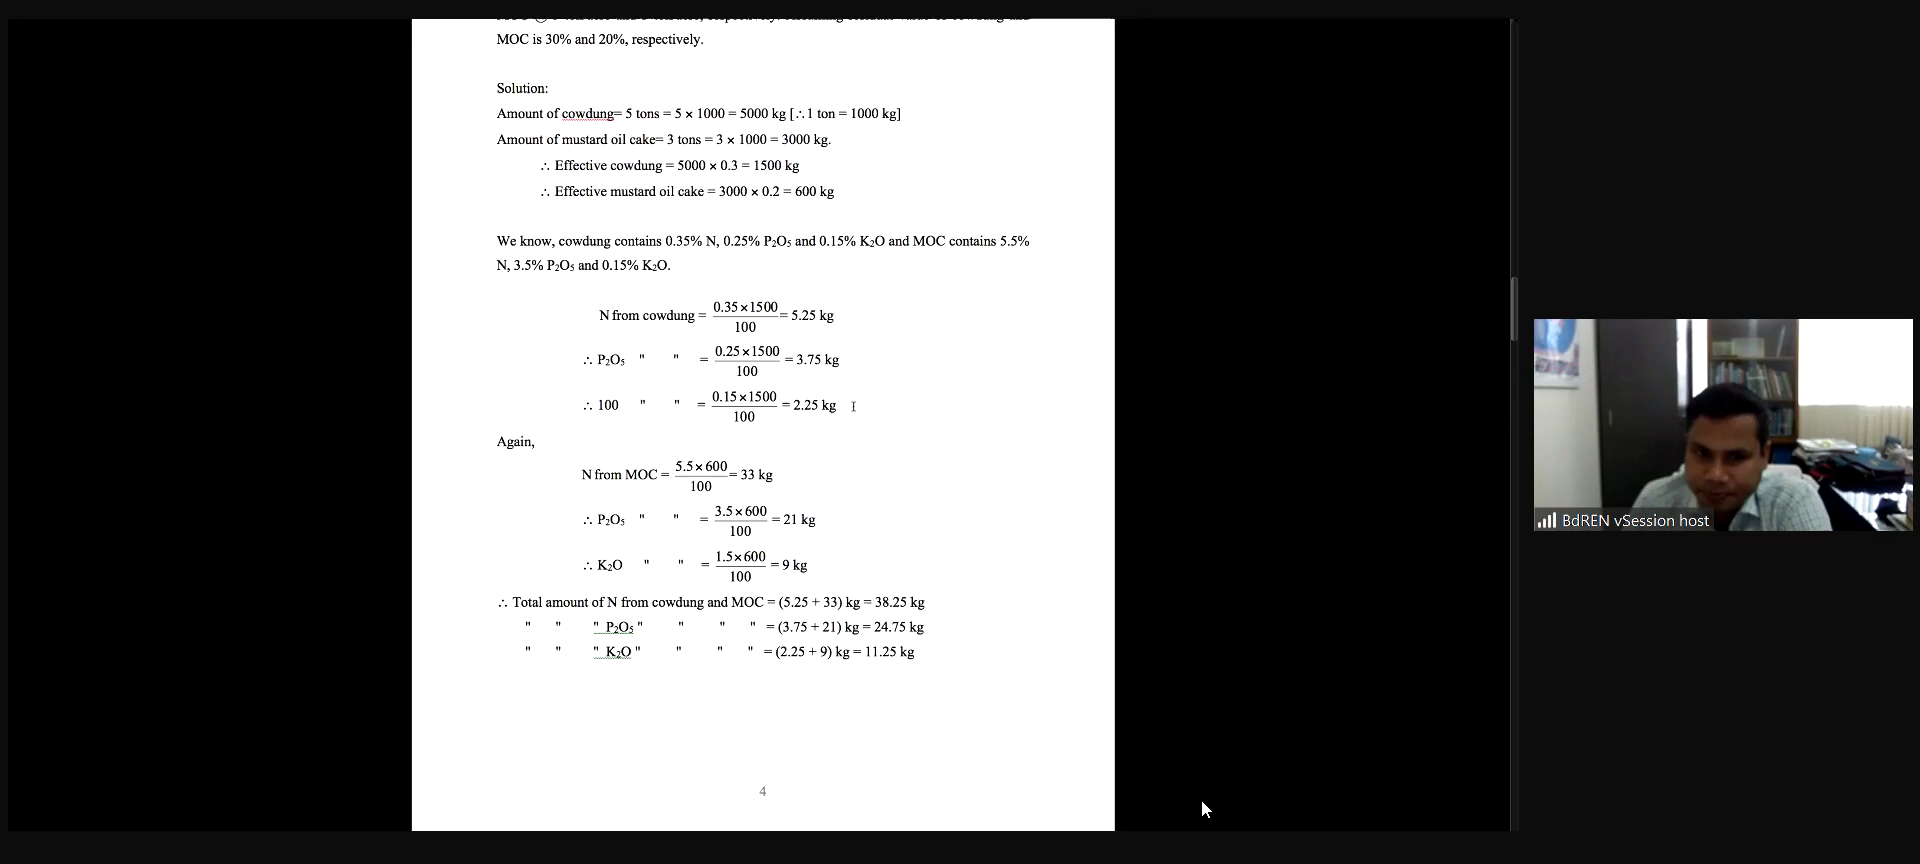 MOC is 30% and 20%, respectively.
Solution:
Amount of cowdung= 5 tons = 5 × 1000 = 5000 kg [∴1 ton = 1000 kg]
Amount of mustard oil cake= 3 tons = 3 × 1000 = 3000 kg.
∴ Effective cowdung = 5000 × 0.3 = 1500 kg
∴ Effective mustard oil cake = 3000 × 0.2 = 600 kg
We know, cowdung contains 0.35% N, 0.25% P₂O₅ and 0.15% K₂O and MOC contains 5.5%
N, 3.5% P₂O₅ and 0.15% K₂O.
N from cowdung = 0.35×1500/100 = 5.25 kg
∴ P₂O₅ " " = 0.25×1500/100 = 3.75 kg
∴ 100 " " = 0.15×1500/100 = 2.25 kg
Again,
N from MOC = 5.5×600/100 = 33 kg
∴ P₂O₅ " " = 3.5×600/100 = 21 kg
∴ K₂O " " = 1.5×600/100 = 9 kg
∴ Total amount of N from cowdung and MOC = (5.25 + 33) kg = 38.25 kg
" " " P₂O₅ " " " " = (3.75 + 21) kg = 24.75 kg
" " " K₂O " " " " = (2.25 + 9) kg = 11.25 kg
4
BdREN vSession host